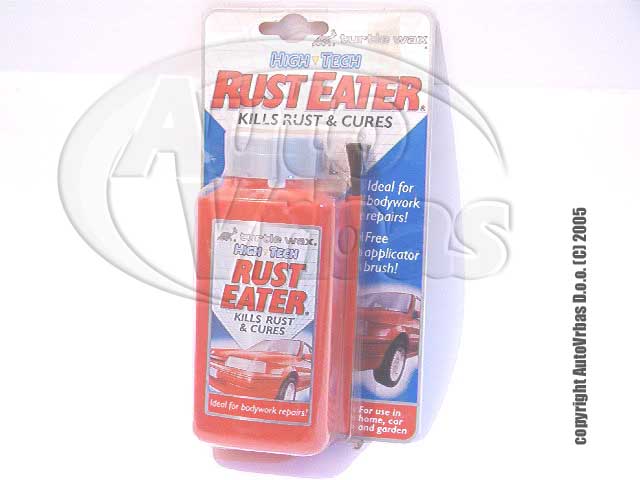 turtle wax
HIGH TECH
RUST EATER®
KILLS RUST & CURES
Ideal for
bodywork
repairs!
Free
applicator
brush!
For use in
home, car
and garden
turtle wax.
HIGH TECH
RUST
EATER®
KILLS RUST
& CURES
Ideal for bodywork repairs!
Auto
Vrbas
copyright AutoVrbas D.o.o. (C) 2005